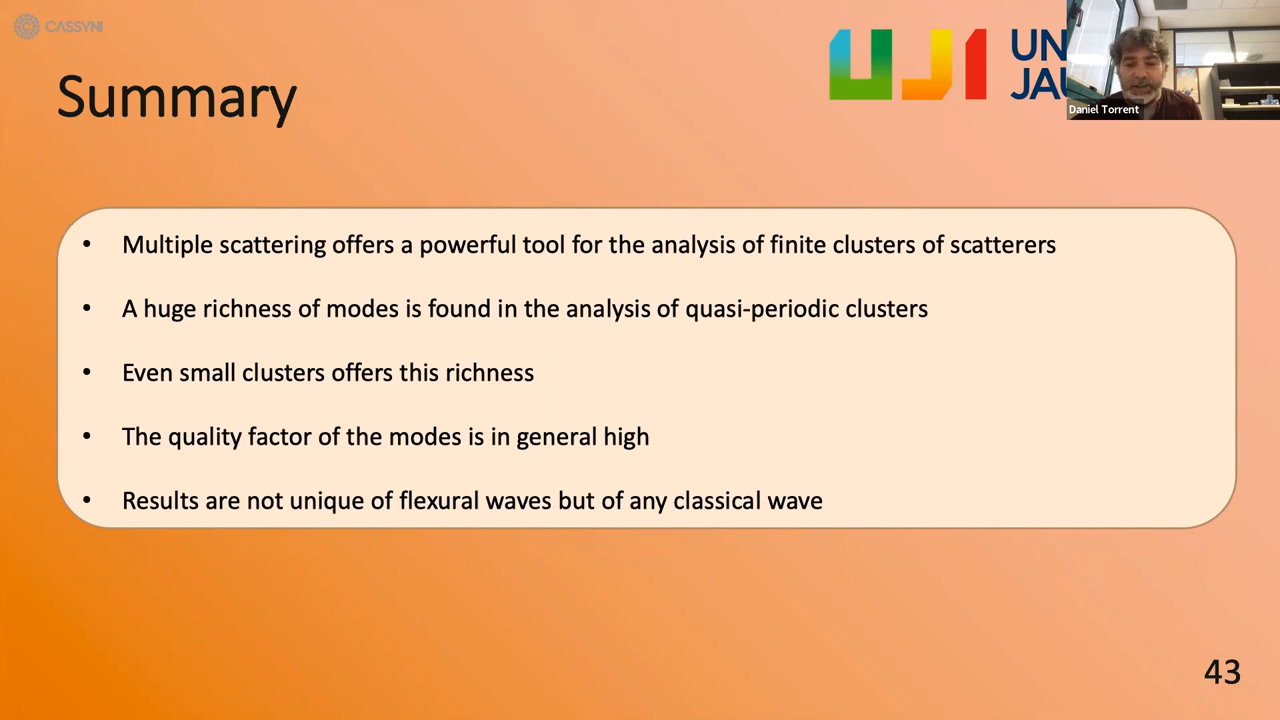 CASSYNI
Summary
UJI
UN
JAU
Daniel Torrent
• Multiple scattering offers a powerful tool for the analysis of finite clusters of scatterers
• A huge richness of modes is found in the analysis of quasi-periodic clusters
• Even small clusters offers this richness
• The quality factor of the modes is in general high
• Results are not unique of flexural waves but of any classical wave
43